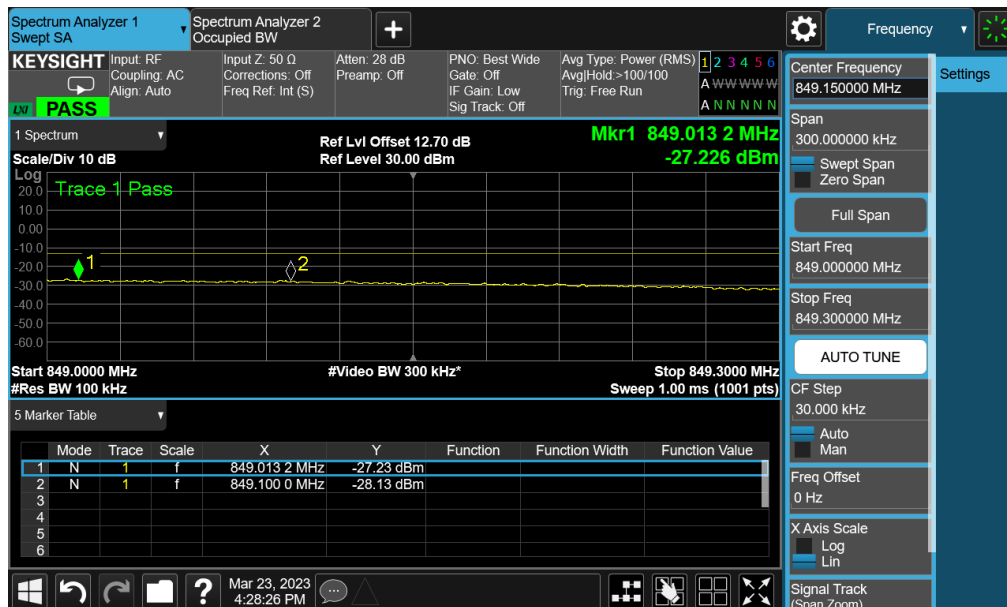 Spectrum Analyzer 1
Swept SA
Spectrum Analyzer 2
Occupied BW
Frequency
KEYSIGHT
Input: RF
Coupling: AC
Align: Auto
Input Z: 50 Ω
Corrections: Off
Freq Ref: Int (S)
Atten: 28 dB
Preamp: Off
PNO: Best Wide
Gate: Off
IF Gain: Low
Sig Track: Off
Avg Type: Power (RMS)
Avg|Hold:>100/100
Trig: Free Run
1 2 3 4 5 6
A W W W W W
A N N N N N
LXI
PASS
1 Spectrum
Scale/Div 10 dB
Ref Lvl Offset 12.70 dB
Ref Level 30.00 dBm
Mkr1 849.013 2 MHz
-27.226 dBm
Log
Trace 1 Pass
20.0
10.0
0.00
-10.0
-20.0
-30.0
-40.0
-50.0
-60.0
1
2
Start 849.0000 MHz
#Video BW 300 kHz*
Stop 849.3000 MHz
#Res BW 100 kHz
Sweep 1.00 ms (1001 pts)
5 Marker Table
Mode Trace Scale X Y Function Function Width Function Value
1 N 1 f 849.013 2 MHz -27.23 dBm
2 N 1 f 849.100 0 MHz -28.13 dBm
3
4
5
6
?
Mar 23, 2023
4:28:26 PM
Settings
Center Frequency
849.150000 MHz
Span
300.000000 kHz
Swept Span
Zero Span
Full Span
Start Freq
849.000000 MHz
Stop Freq
849.300000 MHz
AUTO TUNE
CF Step
30.000 kHz
Auto
Man
Freq Offset
0 Hz
X Axis Scale
Log
Lin
Signal Track
(Span Zoom)